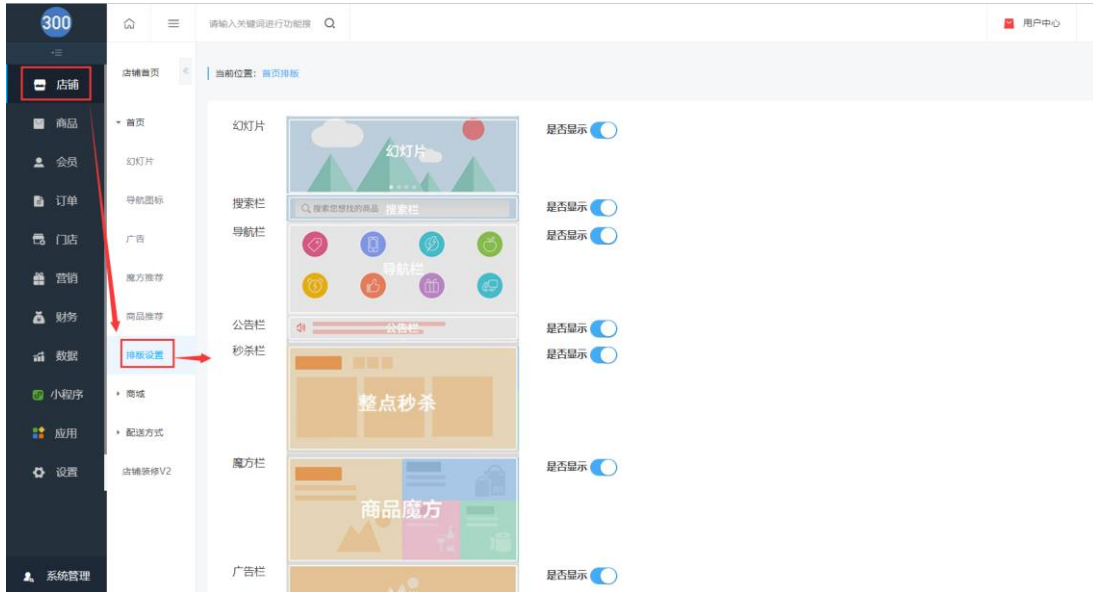 300
请输入关键词进行功能搜
用户中心
店铺
商品
会员
订单
门店
营销
财务
数据
小程序
应用
设置
系统管理
店铺首页
首页
幻灯片
导航图标
广告
魔方推荐
商品推荐
排版设置
商城
配送方式
店铺装修V2
当前位置：首页排版
幻灯片
幻灯片
是否显示
搜索栏
搜索您想找的商品 搜索栏
是否显示
导航栏
导航栏
是否显示
公告栏
公告栏
是否显示
秒杀栏
整点秒杀
是否显示
魔方栏
商品魔方
是否显示
广告栏
是否显示